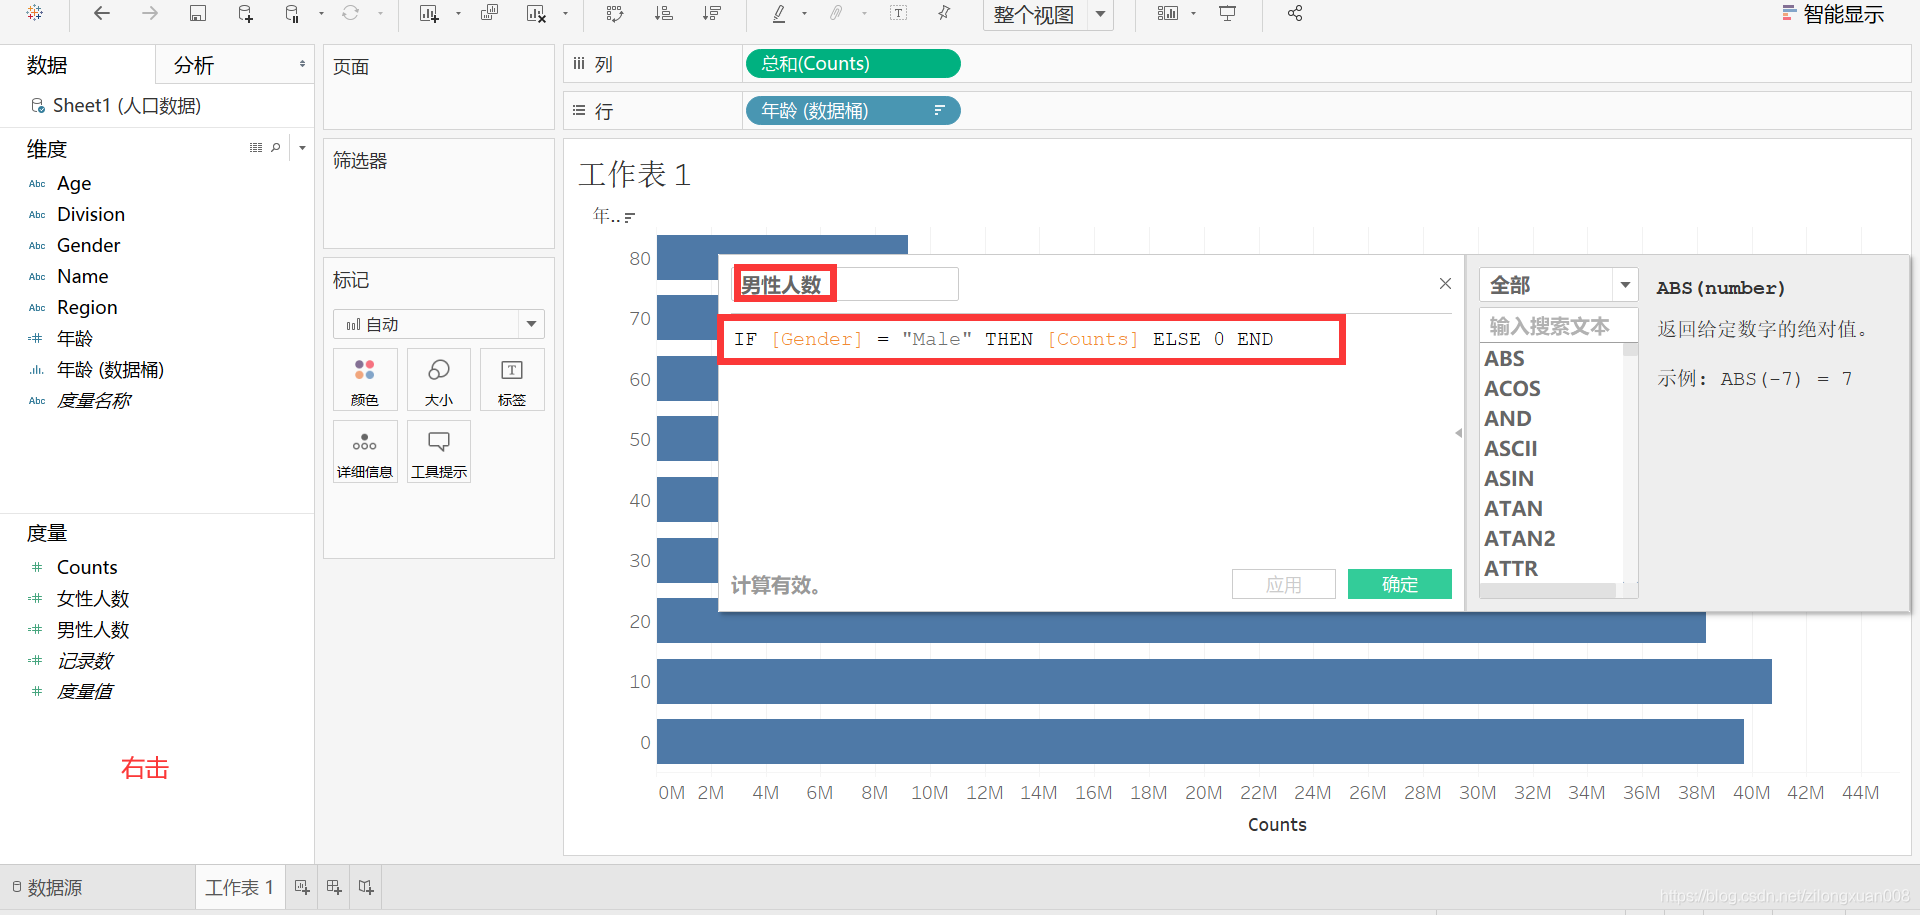 整个视图
智能显示
数据
分析
Sheet1 (人口数据)
维度
Abc Age
Abc Division
Abc Gender
Abc Name
Abc Region
年龄
年龄 (数据桶)
Abc 度量名称
度量
Counts
女性人数
男性人数
记录数
度量值
右击
页面
筛选器
标记
自动
颜色
大小
标签
详细信息
工具提示
列
总和(Counts)
行
年龄 (数据桶)
工作表 1
年..
80
70
60
50
40
30
20
10
0
0M 2M 4M 6M 8M 10M 12M 14M 16M 18M 20M 22M 24M 26M 28M 30M 32M 34M 36M 38M 40M 42M 44M
Counts
男性人数
IF [Gender] = "Male" THEN [Counts] ELSE 0 END
计算有效。
应用
确定
全部
输入搜索文本
ABS
ACOS
AND
ASCII
ASIN
ATAN
ATAN2
ATTR
ABS(number)
返回给定数字的绝对值。
示例: ABS(-7) = 7
数据源
工作表 1
https://blog.csdn.net/zilongxuan008